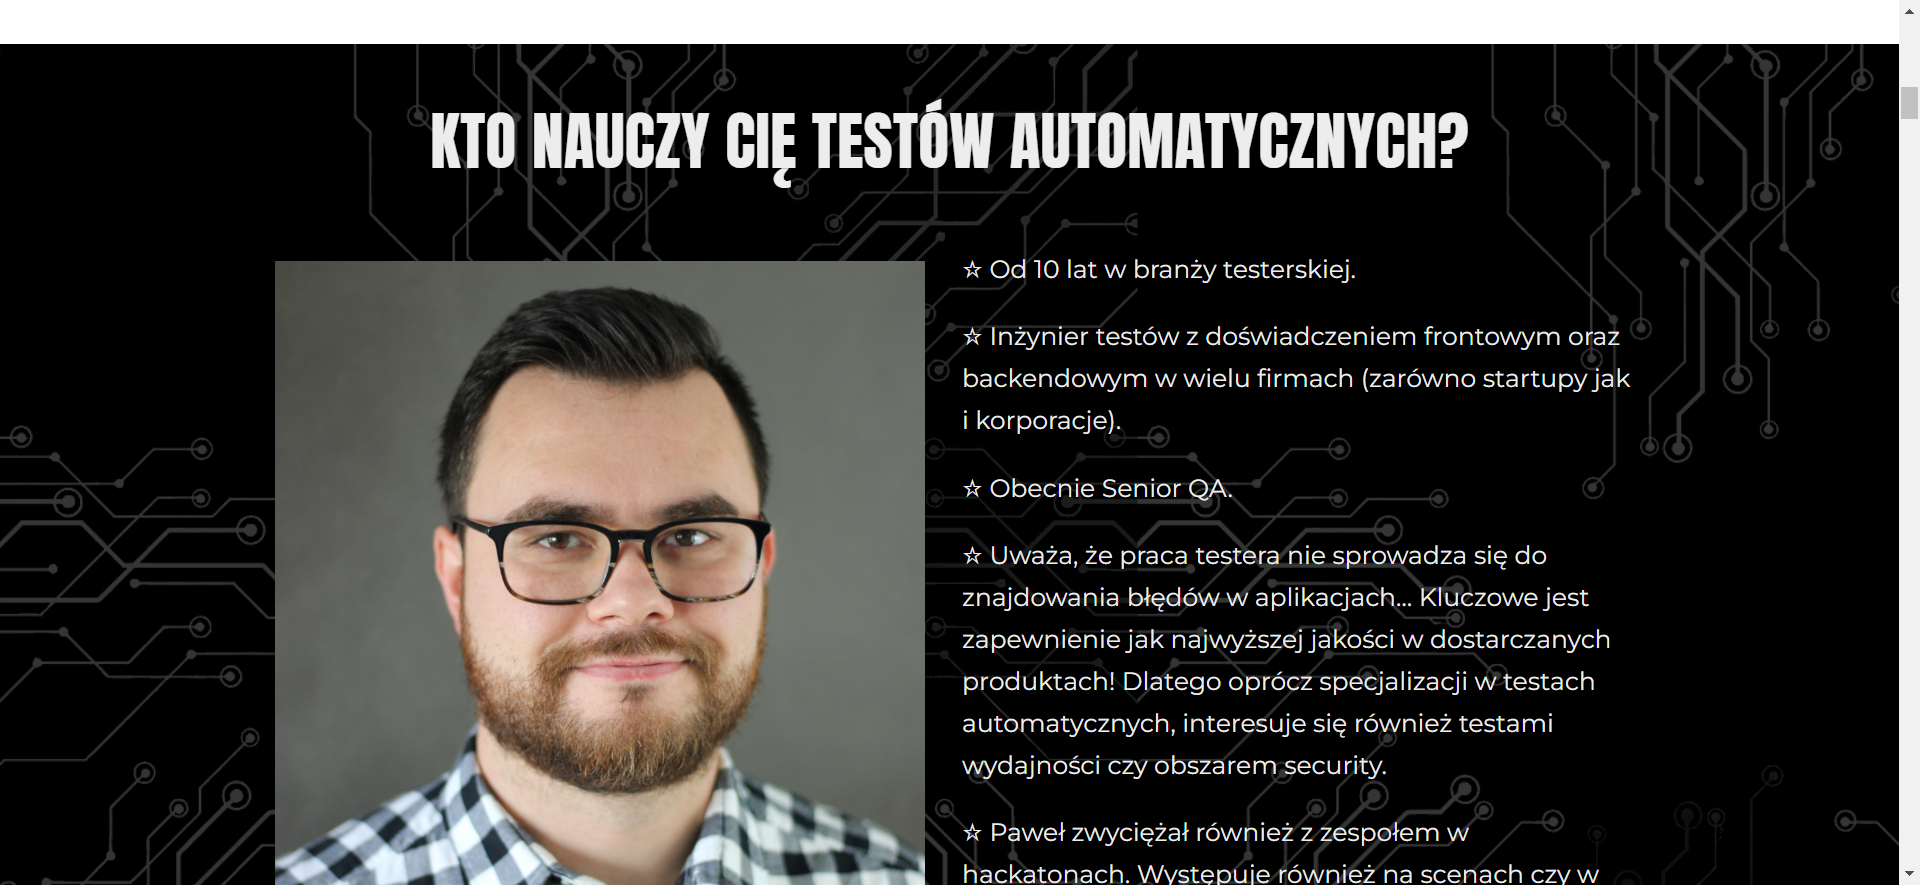 KTO NAUCZY CIĘ TESTÓW AUTOMATYCZNYCH?
☆ Od 10 lat w branży testerskiej.
☆ Inżynier testów z doświadczeniem frontowym oraz
backendowym w wielu firmach (zarówno startupy jak
i korporacje).
☆ Obecnie Senior QA.
☆ Uważa, że praca testera nie sprowadza się do
znajdowania błędów w aplikacjach... Kluczowe jest
zapewnienie jak najwyższej jakości w dostarczanych
produktach! Dlatego oprócz specjalizacji w testach
automatycznych, interesuje się również testami
wydajności czy obszarem security.
☆ Paweł zwyciężał również z zespołem w
hackatonach. Występuje również na scenach czy w